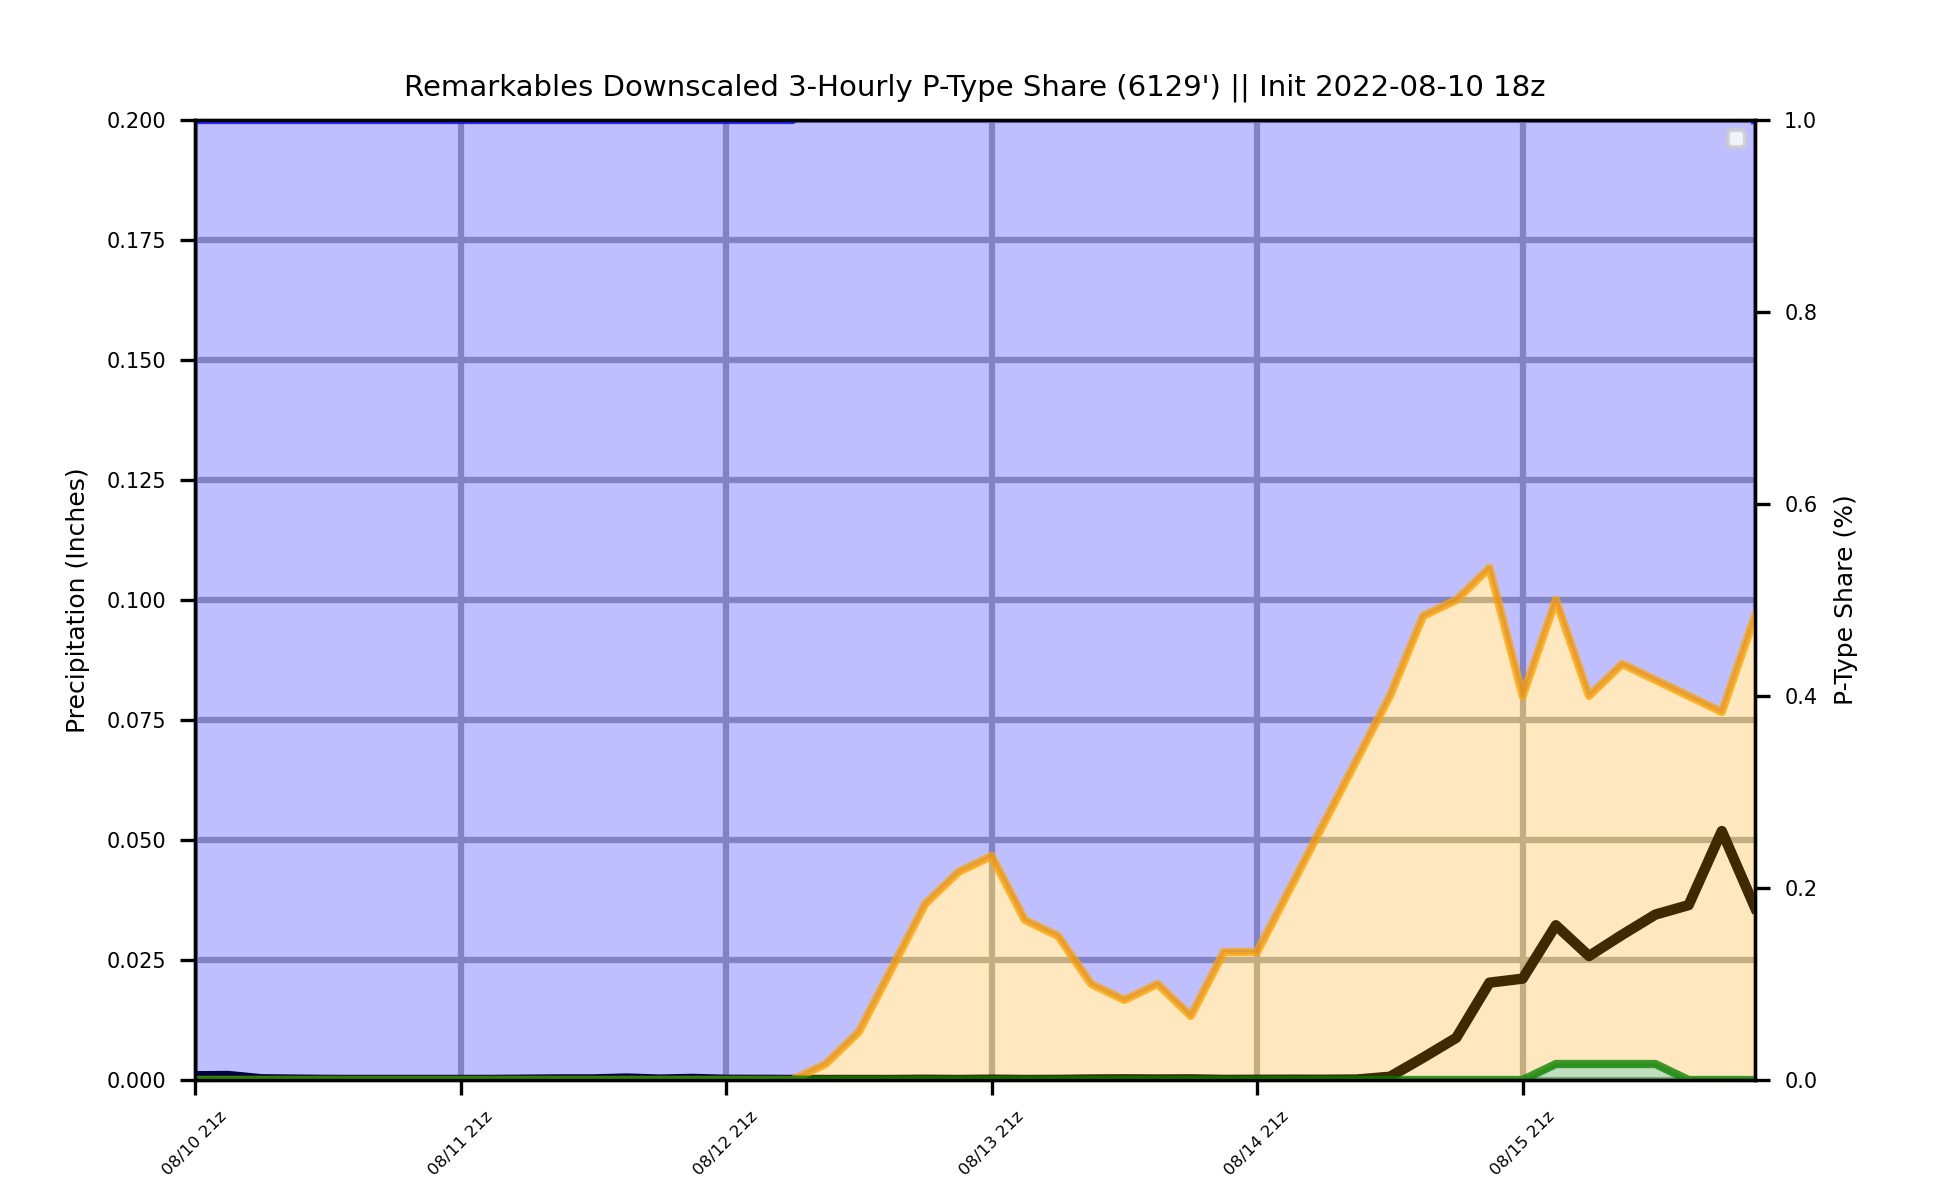 Remarkables Downscaled 3-Hourly P-Type Share (6129') || Init 2022-08-10 18z
Precipitation (Inches)
0.200
0.175
0.150
0.125
0.100
0.075
0.050
0.025
0.000
1.0
0.8
0.6
0.4
0.2
0.0
P-Type Share (%)
08/10 21z
08/11 21z
08/12 21z
08/13 21z
08/14 21z
08/15 21z